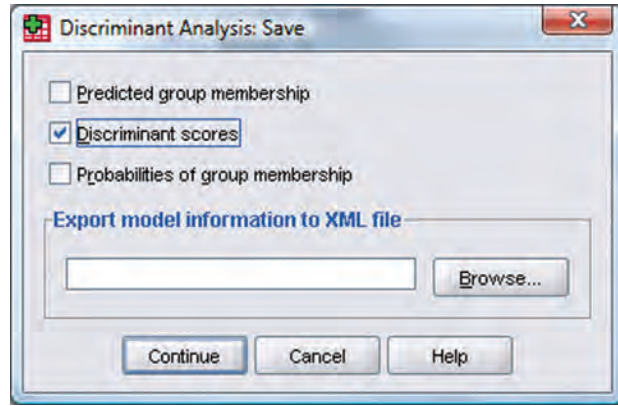 Discriminant Analysis: Save
Predicted group membership
Discriminant scores
Probabilities of group membership
Export model information to XML file
Browse...
Continue Cancel Help